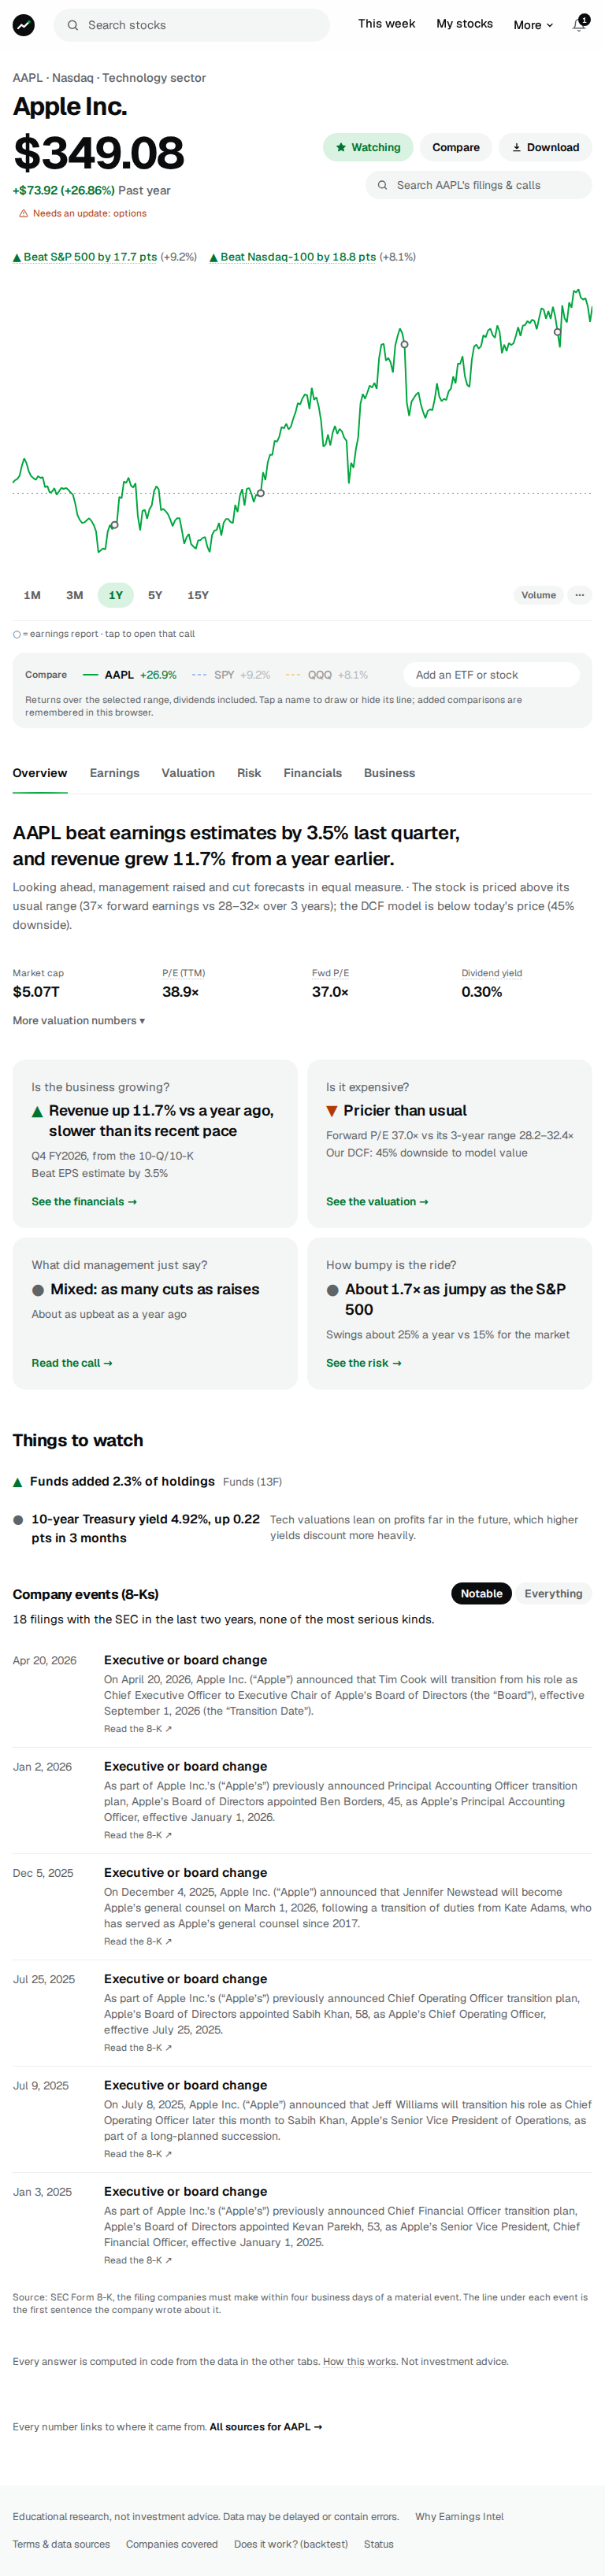 Search stocks
This week
My stocks
More
1
AAPL · Nasdaq · Technology sector
Apple Inc.
$349.08
Watching
Compare
Download
+$73.92 (+26.86%) Past year
Search AAPL's filings & calls
Needs an update: options
▲ Beat S&P 500 by 17.7 pts (+9.2%)
▲ Beat Nasdaq-100 by 18.8 pts (+8.1%)
1M
3M
1Y
5Y
15Y
Volume
···
= earnings report · tap to open that call
Compare
AAPL +26.9%
SPY +9.2%
QQQ +8.1%
Add an ETF or stock
Returns over the selected range, dividends included. Tap a name to draw or hide its line; added comparisons are
remembered in this browser.
Overview
Earnings
Valuation
Risk
Financials
Business
AAPL beat earnings estimates by 3.5% last quarter,
and revenue grew 11.7% from a year earlier.
Looking ahead, management raised and cut forecasts in equal measure. · The stock is priced above its
usual range (37× forward earnings vs 28–32× over 3 years); the DCF model is below today's price (45%
downside).
Market cap
P/E (TTM)
Fwd P/E
Dividend yield
$5.07T
38.9×
37.0×
0.30%
More valuation numbers ▾
Is the business growing?
▲ Revenue up 11.7% vs a year ago,
slower than its recent pace
Q4 FY2026, from the 10-Q/10-K
Beat EPS estimate by 3.5%
See the financials →
Is it expensive?
▼ Pricier than usual
Forward P/E 37.0× vs its 3-year range 28.2–32.4×
Our DCF: 45% downside to model value
See the valuation →
What did management just say?
● Mixed: as many cuts as raises
About as upbeat as a year ago
Read the call →
How bumpy is the ride?
● About 1.7× as jumpy as the S&P
500
Swings about 25% a year vs 15% for the market
See the risk →
Things to watch
▲ Funds added 2.3% of holdings Funds (13F)
● 10-year Treasury yield 4.92%, up 0.22
pts in 3 months
Tech valuations lean on profits far in the future, which higher
yields discount more heavily.
Company events (8-Ks)
Notable
Everything
18 filings with the SEC in the last two years, none of the most serious kinds.
Apr 20, 2026
Executive or board change
On April 20, 2026, Apple Inc. (“Apple”) announced that Tim Cook will transition from his role as
Chief Executive Officer to Executive Chair of Apple's Board of Directors (the “Board”), effective
September 1, 2026 (the “Transition Date”).
Read the 8-K ↗
Jan 2, 2026
Executive or board change
As part of Apple Inc.'s (“Apple's”) previously announced Principal Accounting Officer transition
plan, Apple's Board of Directors appointed Ben Borders, 45, as Apple's Principal Accounting
Officer, effective January 1, 2026.
Read the 8-K ↗
Dec 5, 2025
Executive or board change
On December 4, 2025, Apple Inc. (“Apple”) announced that Jennifer Newstead will become
Apple's general counsel on March 1, 2026, following a transition of duties from Kate Adams, who
has served as Apple's general counsel since 2017.
Read the 8-K ↗
Jul 25, 2025
Executive or board change
As part of Apple Inc.'s (“Apple's”) previously announced Chief Operating Officer transition plan,
Apple's Board of Directors appointed Sabih Khan, 58, as Apple's Chief Operating Officer,
effective July 25, 2025.
Read the 8-K ↗
Jul 9, 2025
Executive or board change
On July 8, 2025, Apple Inc. (“Apple”) announced that Jeff Williams will transition his role as Chief
Operating Officer later this month to Sabih Khan, Apple's Senior Vice President of Operations, as
part of a long-planned succession.
Read the 8-K ↗
Jan 3, 2025
Executive or board change
As part of Apple Inc.'s (“Apple's”) previously announced Chief Financial Officer transition plan,
Apple's Board of Directors appointed Kevan Parekh, 53, as Apple's Senior Vice President, Chief
Financial Officer, effective January 1, 2025.
Read the 8-K ↗
Source: SEC Form 8-K, the filing companies must make within four business days of a material event. The line under each event is
the first sentence the company wrote about it.
Every answer is computed in code from the data in the other tabs. How this works. Not investment advice.
Every number links to where it came from. All sources for AAPL →
Educational research, not investment advice. Data may be delayed or contain errors.
Why Earnings Intel
Terms & data sources
Companies covered
Does it work? (backtest)
Status